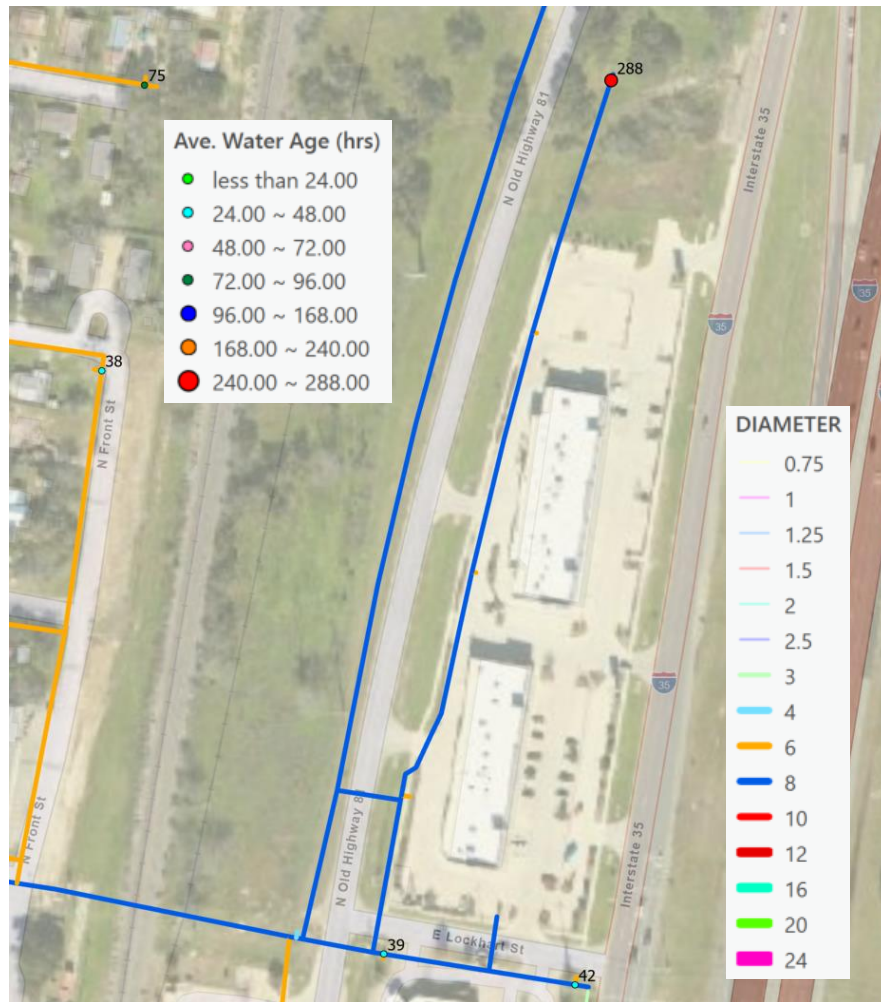 75
288
Ave. Water Age (hrs)
less than 24.00
24.00 ~ 48.00
48.00 ~ 72.00
72.00 ~ 96.00
96.00 ~ 168.00
168.00 ~ 240.00
240.00 ~ 288.00
N Old Highway 81
Interstate 35
35
35
38
N Front St
DIAMETER
0.75
1
1.25
1.5
2
2.5
3
4
6
8
10
12
16
20
24
35
N Front St
N Old Highway 81
Interstate 35
E Lockhart St
39
42